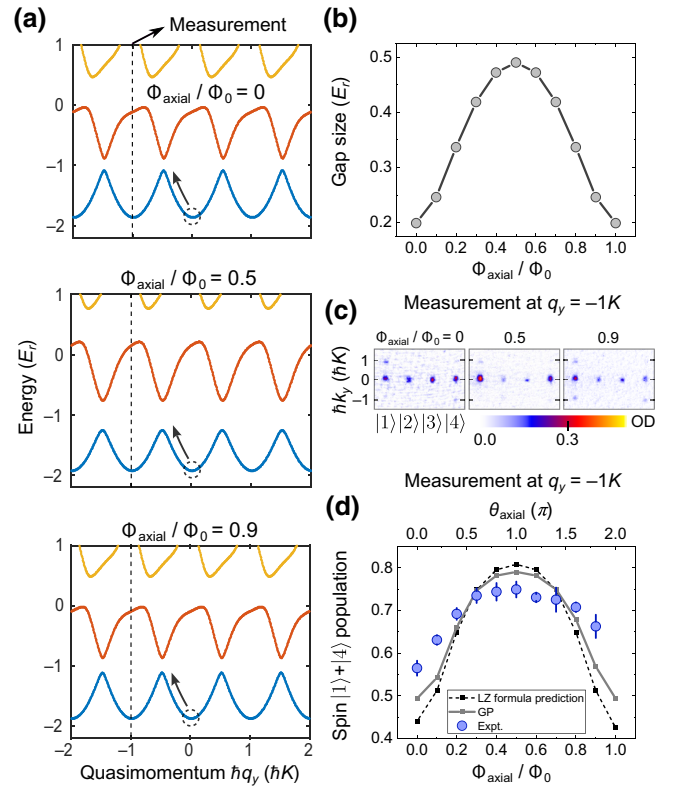 (a)
Measurement
1
0
−1
−2
Φaxial / Φ0 = 0
Φaxial / Φ0 = 0.5
1
0
−1
−2
Energy (Er)
Φaxial / Φ0 = 0.9
1
0
−1
−2
−2 −1 0 1 2
Quasimomentum ℏqy (ℏK)
(b)
0.5
0.4
0.3
0.2
Gap size (Er)
0.0 0.2 0.4 0.6 0.8 1.0
Φaxial / Φ0
(c)
Measurement at qy = −1K
Φaxial / Φ0 = 0 0.5 0.9
1
0
−1
ℏky (ℏK)
|1⟩|2⟩|3⟩|4⟩
0.0 0.3
OD
Measurement at qy = −1K
(d)
θaxial (π)
0.0 0.4 0.8 1.2 1.6 2.0
0.8
0.7
0.6
0.5
0.4
Spin |1⟩+|4⟩ population
LZ formula prediction
GP
Expt.
0.0 0.2 0.4 0.6 0.8 1.0
Φaxial / Φ0